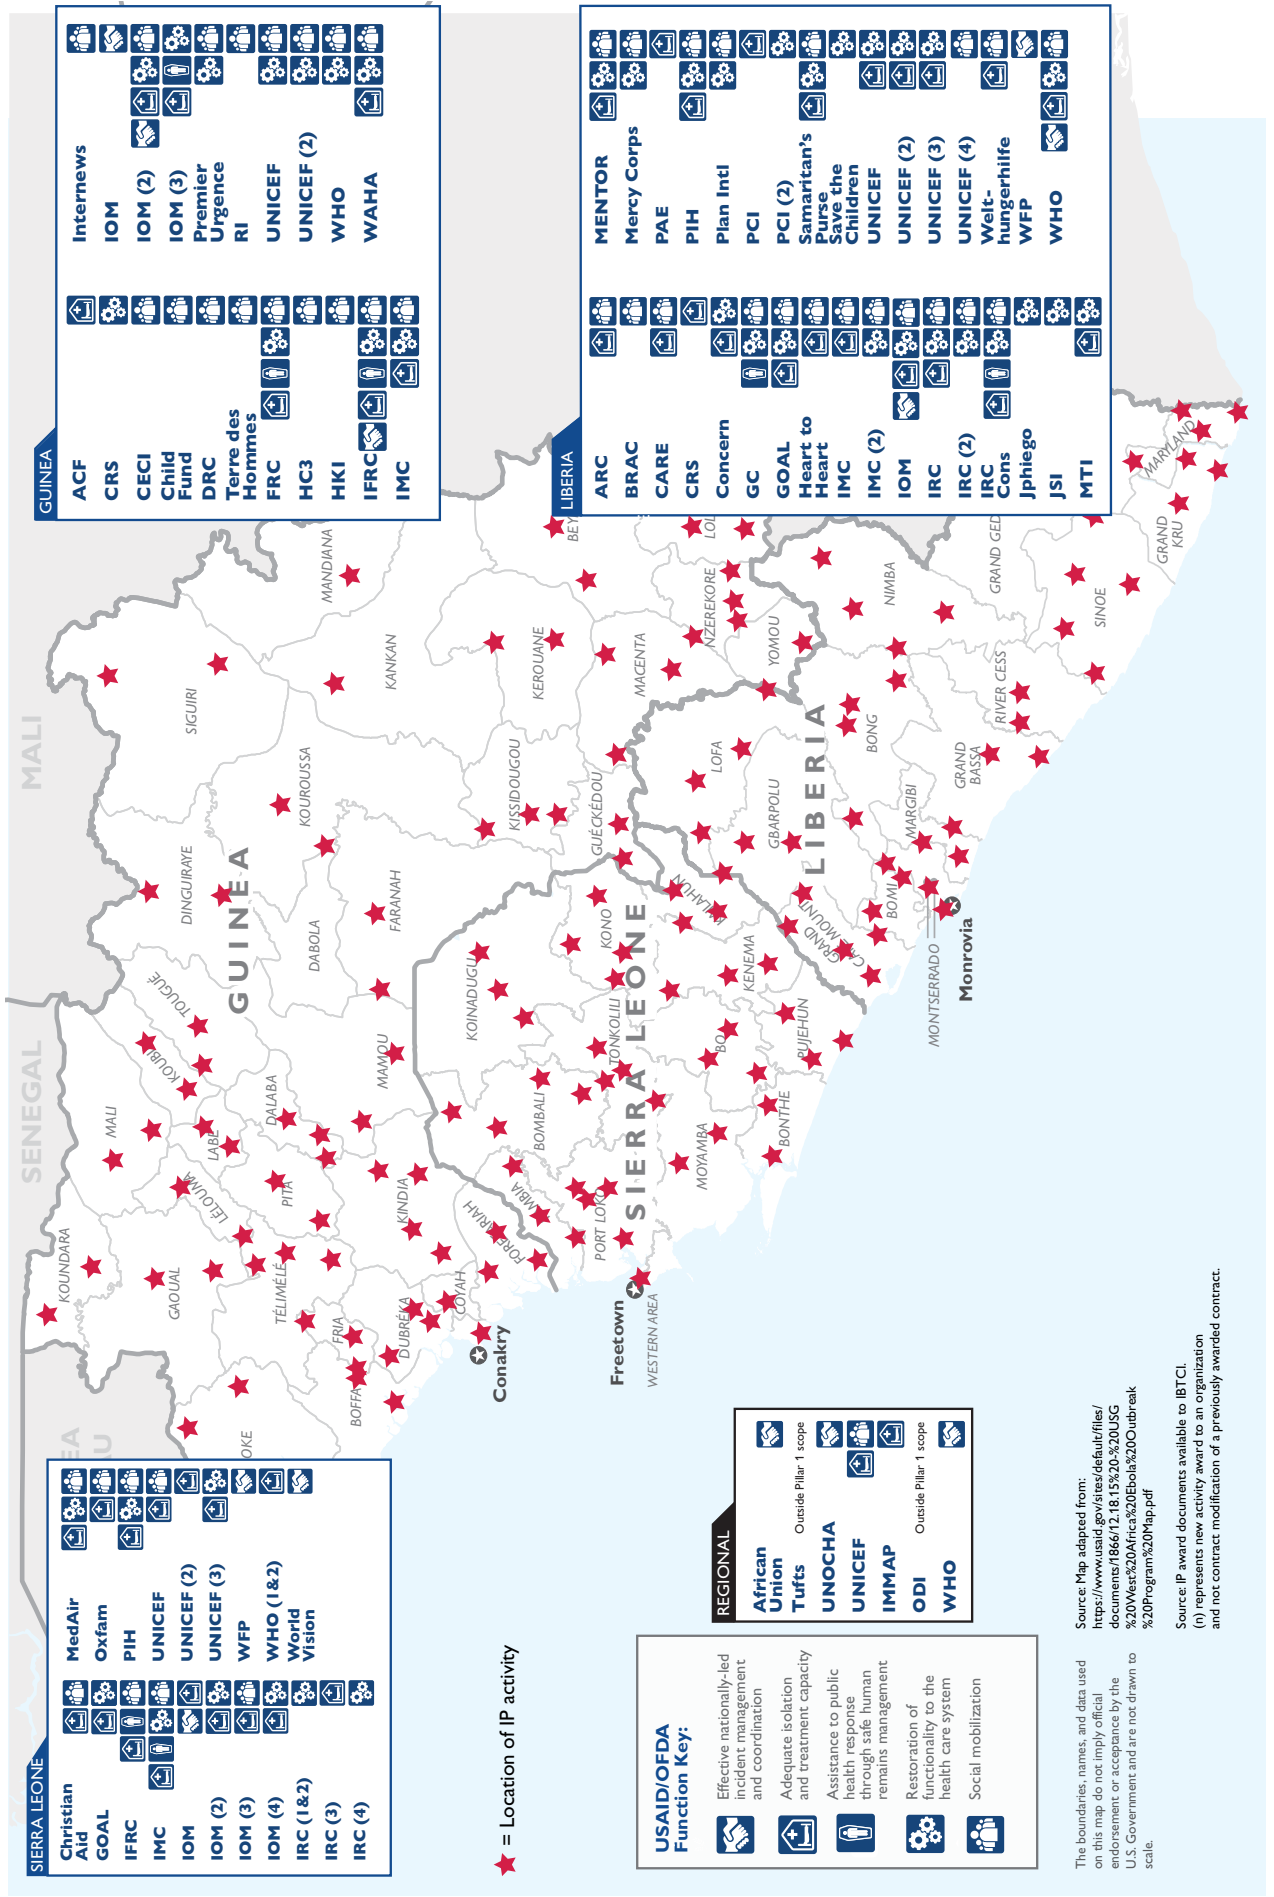 GUINEA
ACF
CRS
CECI
Child
Fund
DRC
Terre des
Hommes
FRC
HC3
HKI
IFRC
IMC
Internews
IOM
IOM (2)
IOM (3)
Premier
Urgence
RI
UNICEF
UNICEF (2)
WHO
WAHA
LIBERIA
ARC
BRAC
CARE
CRS
Concern
GC
GOAL
Heart to
Heart
IMC
IMC (2)
IOM
IRC
IRC (2)
IRC
Cons
Jphiego
JSI
MTI
MENTOR
Mercy Corps
PAE
PIH
Plan Intl
PCI
PCI (2)
Samaritan's
Purse
Save the
Children
UNICEF
UNICEF (2)
UNICEF (3)
UNICEF (4)
Welt-
hungerhilfe
WFP
WHO
SIERRA LEONE
Christian
Aid
GOAL
IFRC
IMC
IOM
IOM (2)
IOM (3)
IOM (4)
IRC (1&2)
IRC (3)
IRC (4)
MedAir
Oxfam
PIH
UNICEF
UNICEF (2)
UNICEF (3)
WFP
WHO (1&2)
World
Vision
REGIONAL
African
Union
Tufts Outside Pillar 1 scope
UNOCHA
UNICEF
IMMAP
ODI Outside Pillar 1 scope
WHO
= Location of IP activity
USAID/OFDA
Function Key:
Effective nationally-led
incident management
and coordination
Adequate isolation
and treatment capacity
Assistance to public
health response
through safe human
remains management
Restoration of
functionality to the
health care system
Social mobilization
The boundaries, names, and data used
on this map do not imply official
endorsement or acceptance by the
U.S. Government and are not drawn to
scale.
Source: Map adapted from:
https://www.usaid.gov/sites/default/files/
documents/1866/12.18.15%20-%20USG
%20West%20Africa%20Ebola%20Outbreak
%20Program%20Map.pdf
Source: IP award documents available to IBTCI.
(n) represents new activity award to an organization
and not contract modification of a previously awarded contract.
SENEGAL
MALI
EA
AU
GUINEA
SIERRA LEONE
LIBERIA
KOUNDARA
MALI
GAOUAL
OKE
KOUBI
TOUGUÉ
LABÉ
LÉLOUMA
DALABA
PITA
TÉLIMÉLÉ
FRIA
BOFFA
DUBRÉKA
COYAH
KINDIA
MAMOU
DINGUIRAYE
DABOLA
FARANAH
SIGUIRI
KOUROUSSA
MANDIANA
KANKAN
KEROUANE
KISSIDOUGOU
GUÉCKÉDOU
MACENTA
BEY
LOL
NZEREKORE
YOMOU
Conakry
KOINADUGU
BOMBALI
PORT LOKO
KONO
TONKOLILI
KENEMA
BO
PUJEHUN
BONTHE
MOYAMBA
Freetown
WESTERN AREA
LOFA
GBARPOLU
BONG
NIMBA
GRAND GED
GRAND
CAPE MOUNT
BOMI
MONTSERRADO
Monrovia
MARGIBI
GRAND
BASSA
RIVER CESS
SINOE
GRAND
KRU
MARYLAND